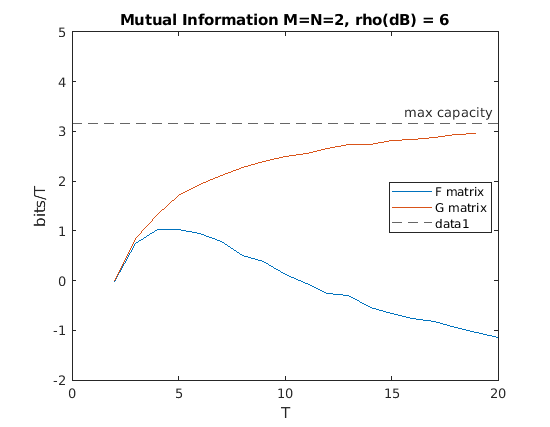 Mutual Information M=N=2, rho(dB) = 6
5
4
3
2
1
0
-1
-2
bits/T
max capacity
F matrix
G matrix
data1
0
5
10
15
20
T